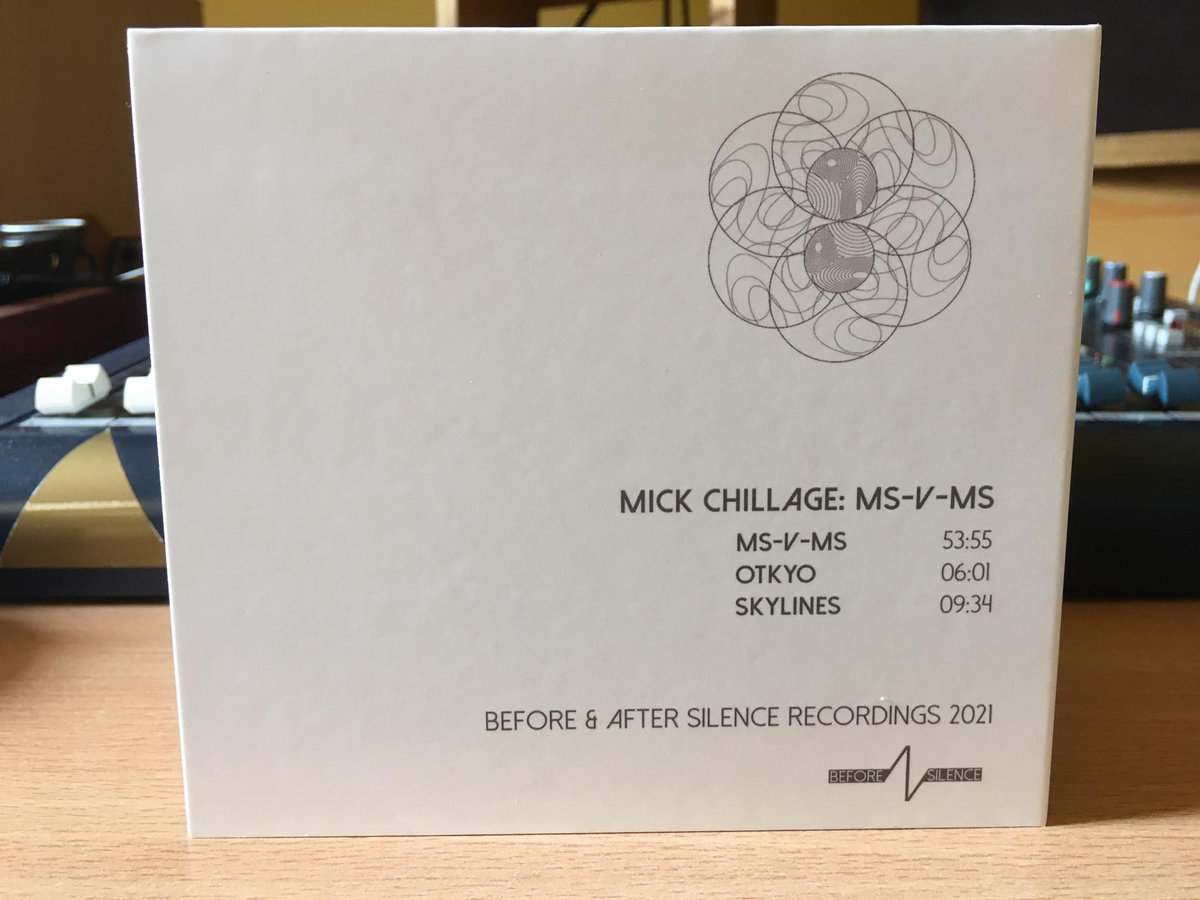 MICK CHILLAGE: MS-V-MS
MS-V-MS 53:55
OTKYO 06:01
SKYLINES 09:34
BEFORE & AFTER SILENCE RECORDINGS 2021
BEFORE SILENCE